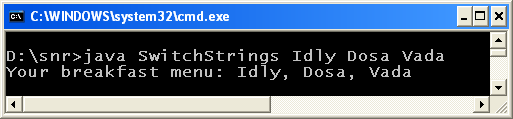 C:\WINDOWS\system32\cmd.exe
D:\snr>java SwitchStrings Idly Dosa Vada
Your breakfast menu: Idly, Dosa, Vada